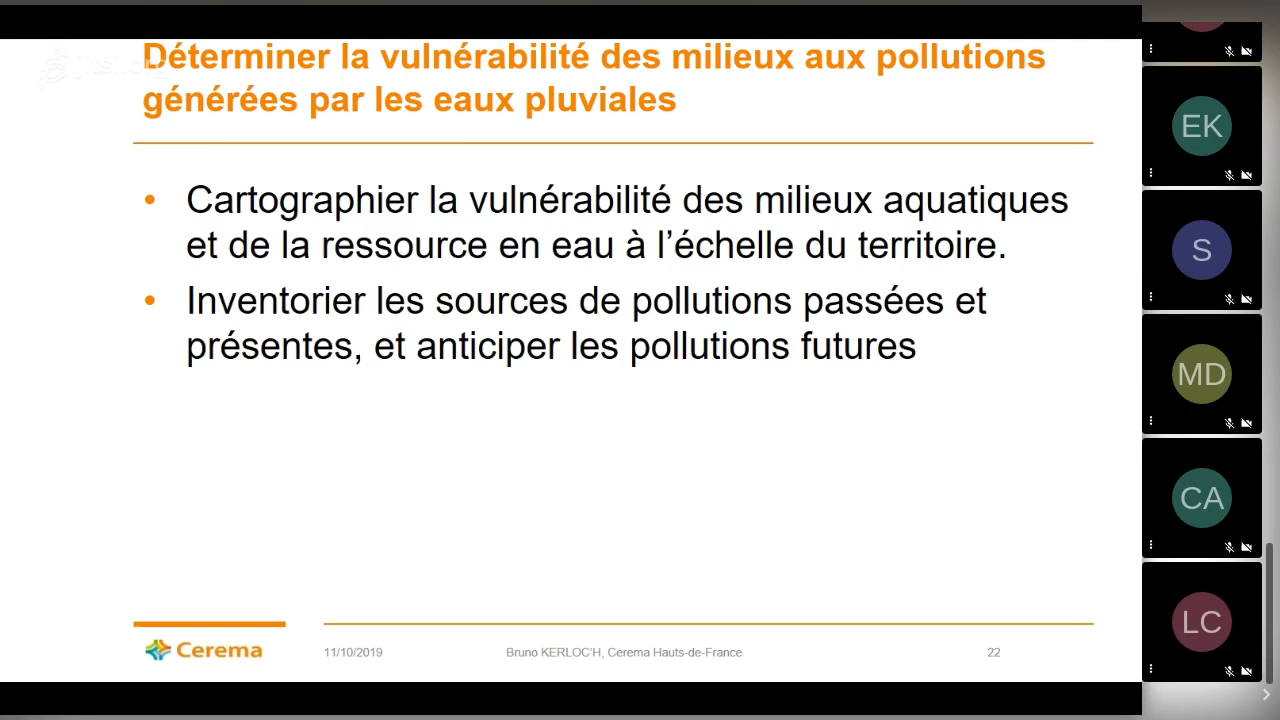 jitsi.org
Déterminer la vulnérabilité des milieux aux pollutions
générées par les eaux pluviales
• Cartographier la vulnérabilité des milieux aquatiques
et de la ressource en eau à l’échelle du territoire.
• Inventorier les sources de pollutions passées et
présentes, et anticiper les pollutions futures
Cerema
11/10/2019
Bruno KERLOC'H, Cerema Hauts-de-France
22
EK
S
MD
CA
LC